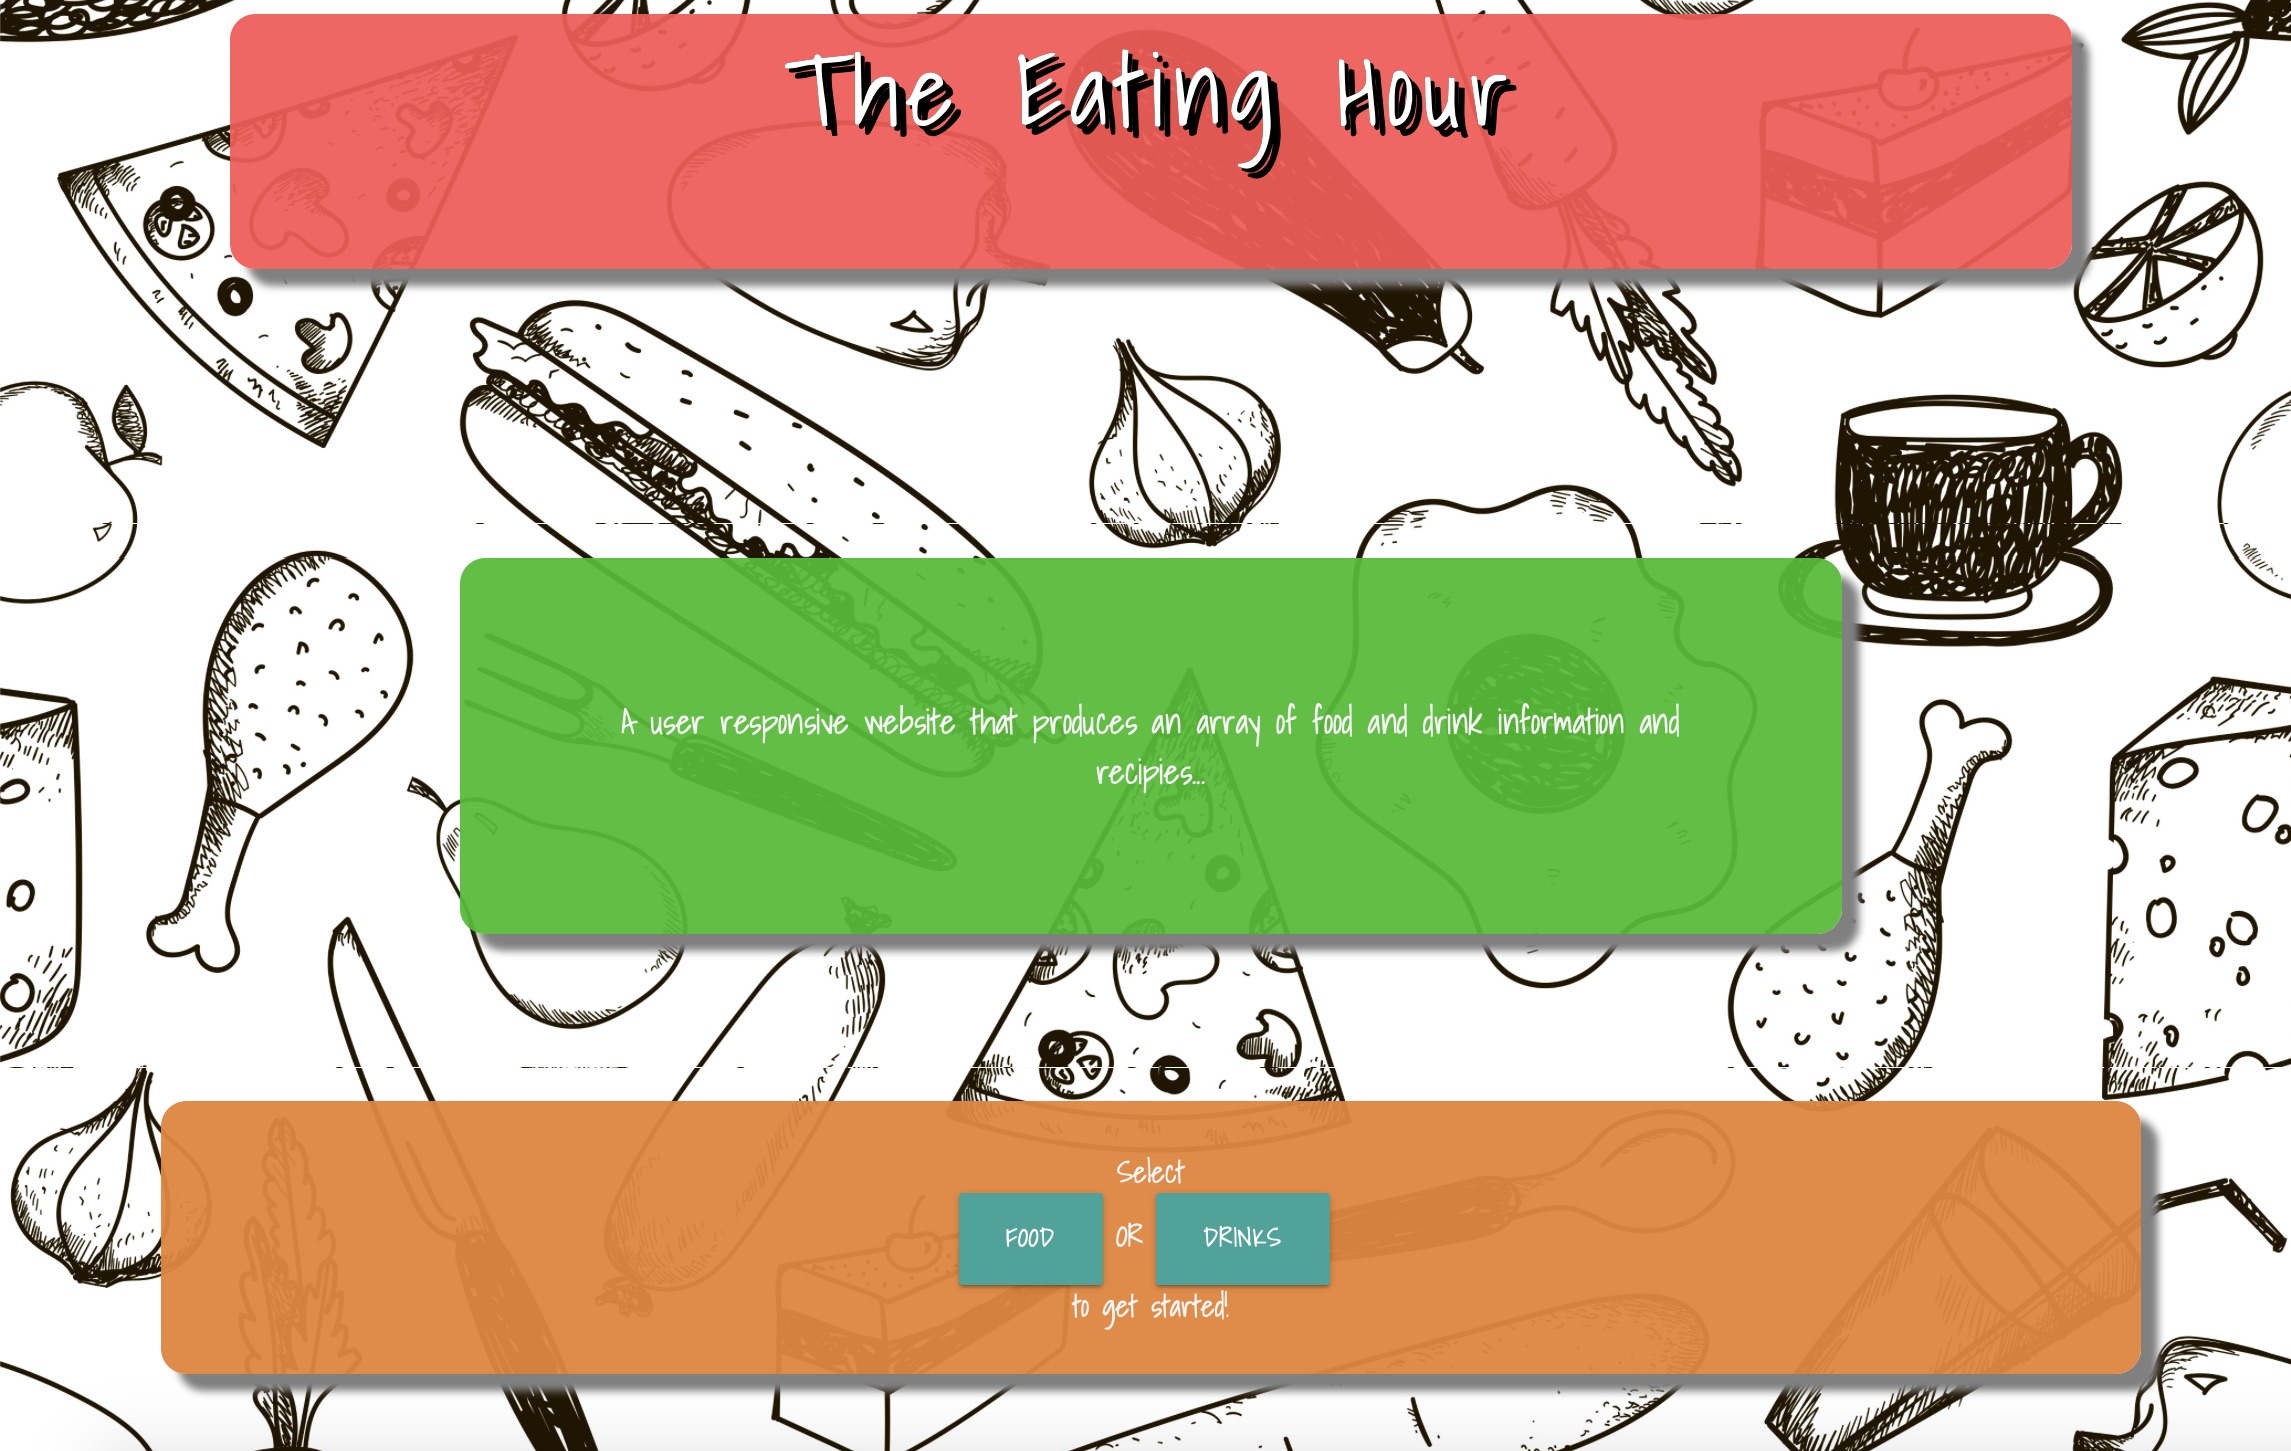 The Eating Hour
A user responsive website that produces an array of food and drink information and
recipies...
Select
FOOD OR DRINKS
to get started!